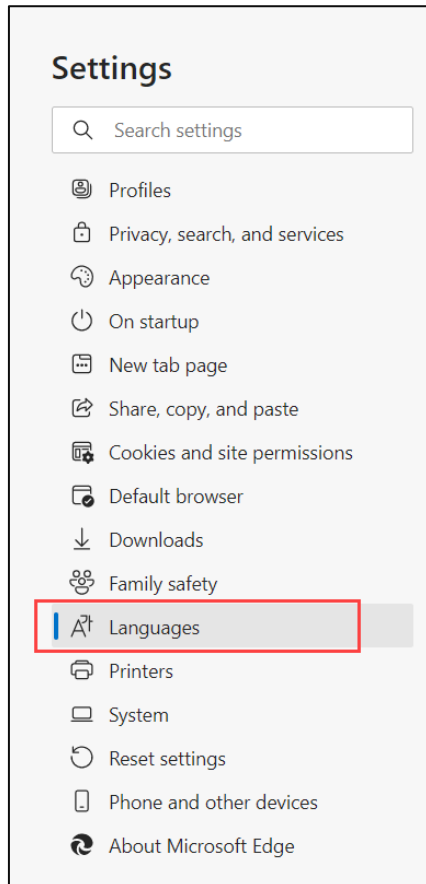 Settings
Search settings
Profiles
Privacy, search, and services
Appearance
On startup
New tab page
Share, copy, and paste
Cookies and site permissions
Default browser
Downloads
Family safety
Languages
Printers
System
Reset settings
Phone and other devices
About Microsoft Edge